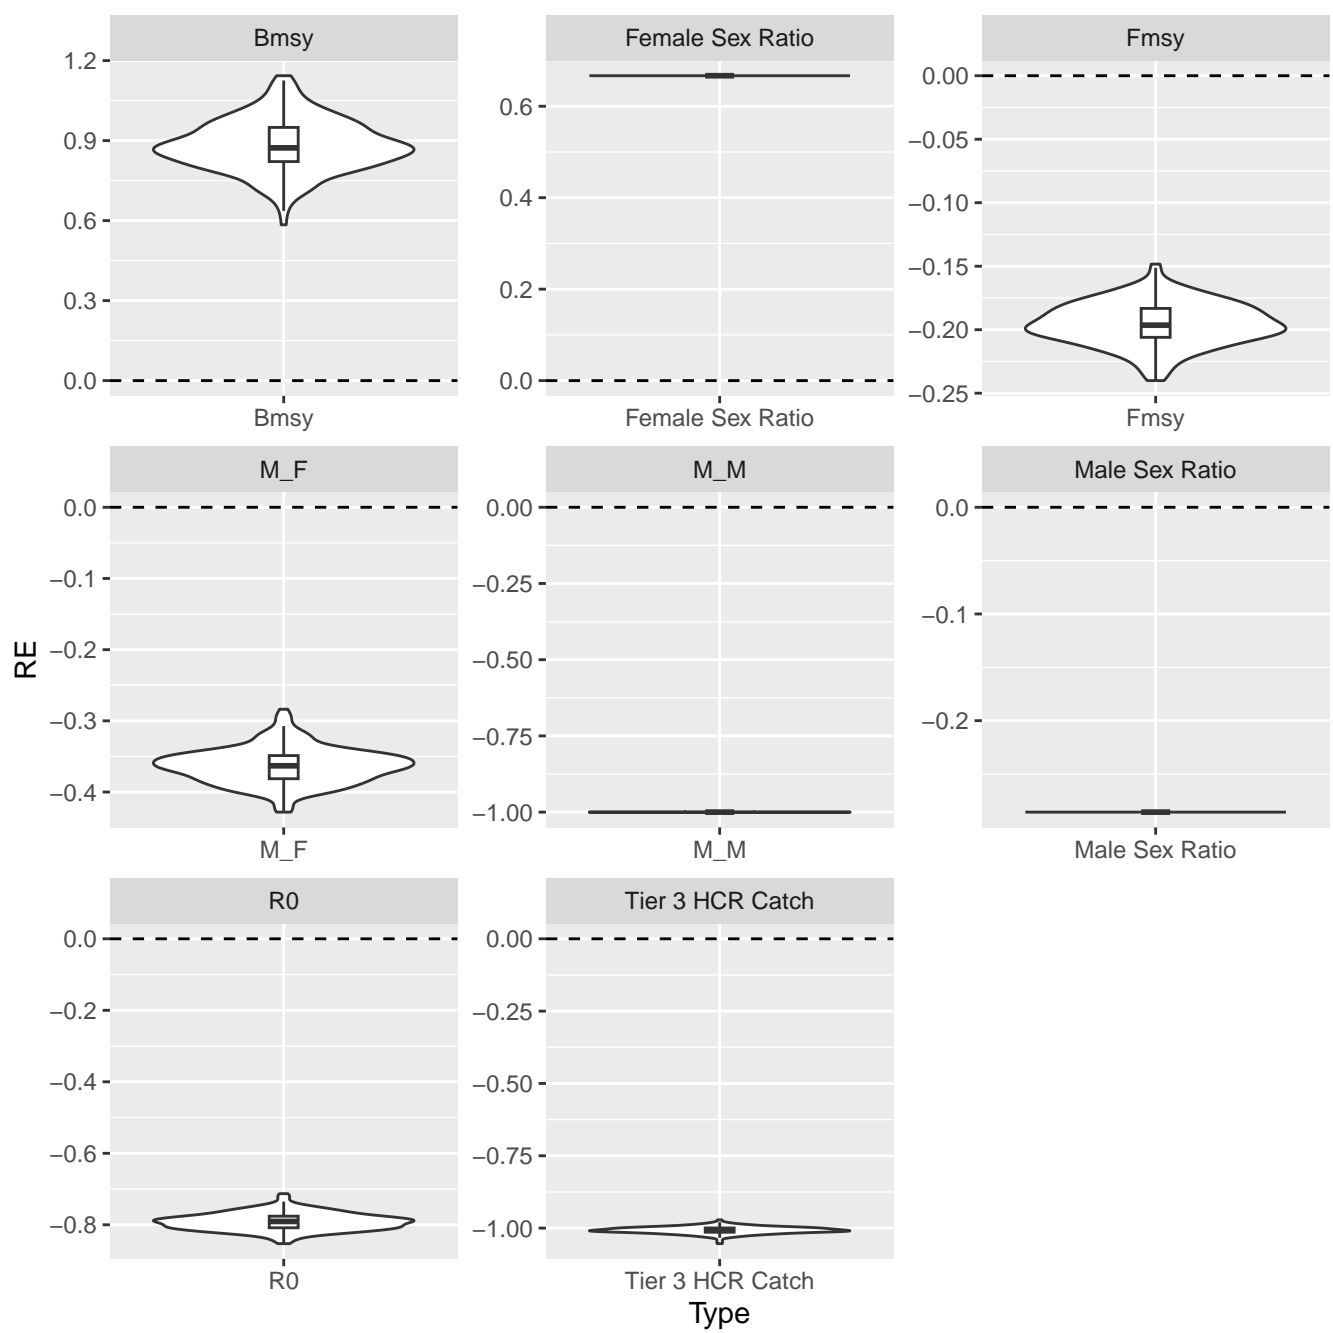 Bmsy
Female Sex Ratio
Fmsy
1.2
0.9
0.6
0.3
0.0
Bmsy
0.6
0.4
0.2
0.0
Female Sex Ratio
0.00
−0.05
−0.10
−0.15
−0.20
−0.25
Fmsy
M_F
M_M
Male Sex Ratio
RE
0.0
−0.1
−0.2
−0.3
−0.4
M_F
0.00
−0.25
−0.50
−0.75
−1.00
M_M
0.0
−0.1
−0.2
Male Sex Ratio
R0
Tier 3 HCR Catch
0.0
−0.2
−0.4
−0.6
−0.8
R0
0.00
−0.25
−0.50
−0.75
−1.00
Tier 3 HCR Catch
Type